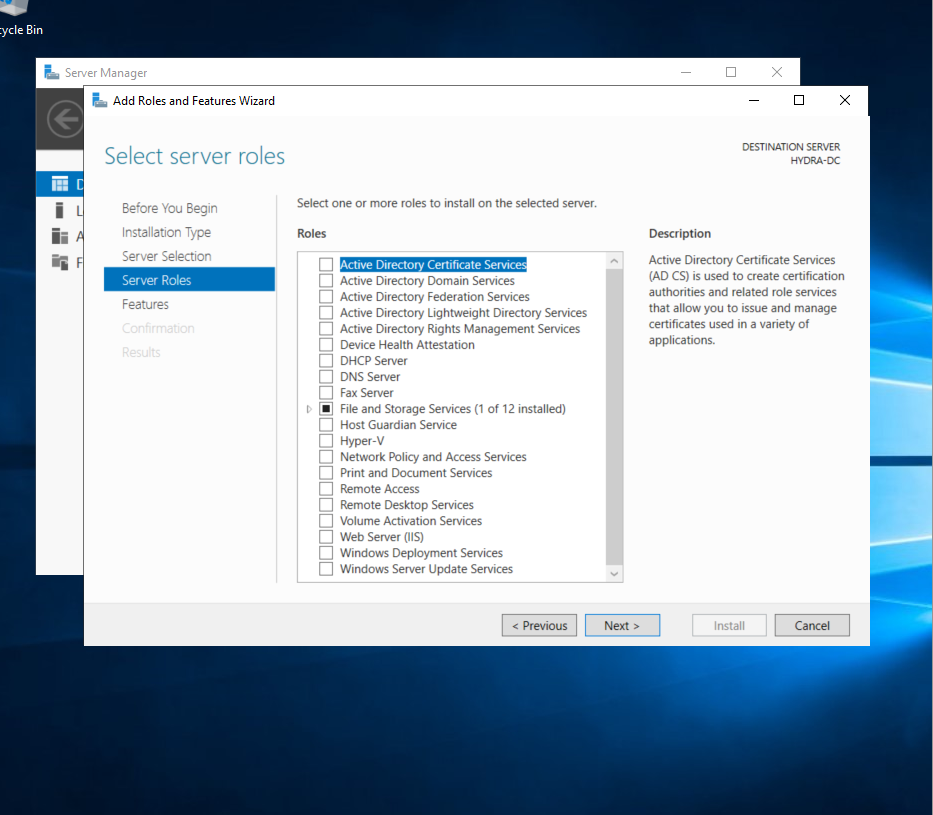 cycle Bin
Server Manager
Add Roles and Features Wizard
Select server roles
DESTINATION SERVER
HYDRA-DC
Before You Begin
Installation Type
Server Selection
Server Roles
Features
Confirmation
Results
Select one or more roles to install on the selected server.
Roles
Active Directory Certificate Services
Active Directory Domain Services
Active Directory Federation Services
Active Directory Lightweight Directory Services
Active Directory Rights Management Services
Device Health Attestation
DHCP Server
DNS Server
Fax Server
File and Storage Services (1 of 12 installed)
Host Guardian Service
Hyper-V
Network Policy and Access Services
Print and Document Services
Remote Access
Remote Desktop Services
Volume Activation Services
Web Server (IIS)
Windows Deployment Services
Windows Server Update Services
Description
Active Directory Certificate Services
(AD CS) is used to create certification
authorities and related role services
that allow you to issue and manage
certificates used in a variety of
applications.
D
L
A
F
< Previous
Next >
Install
Cancel